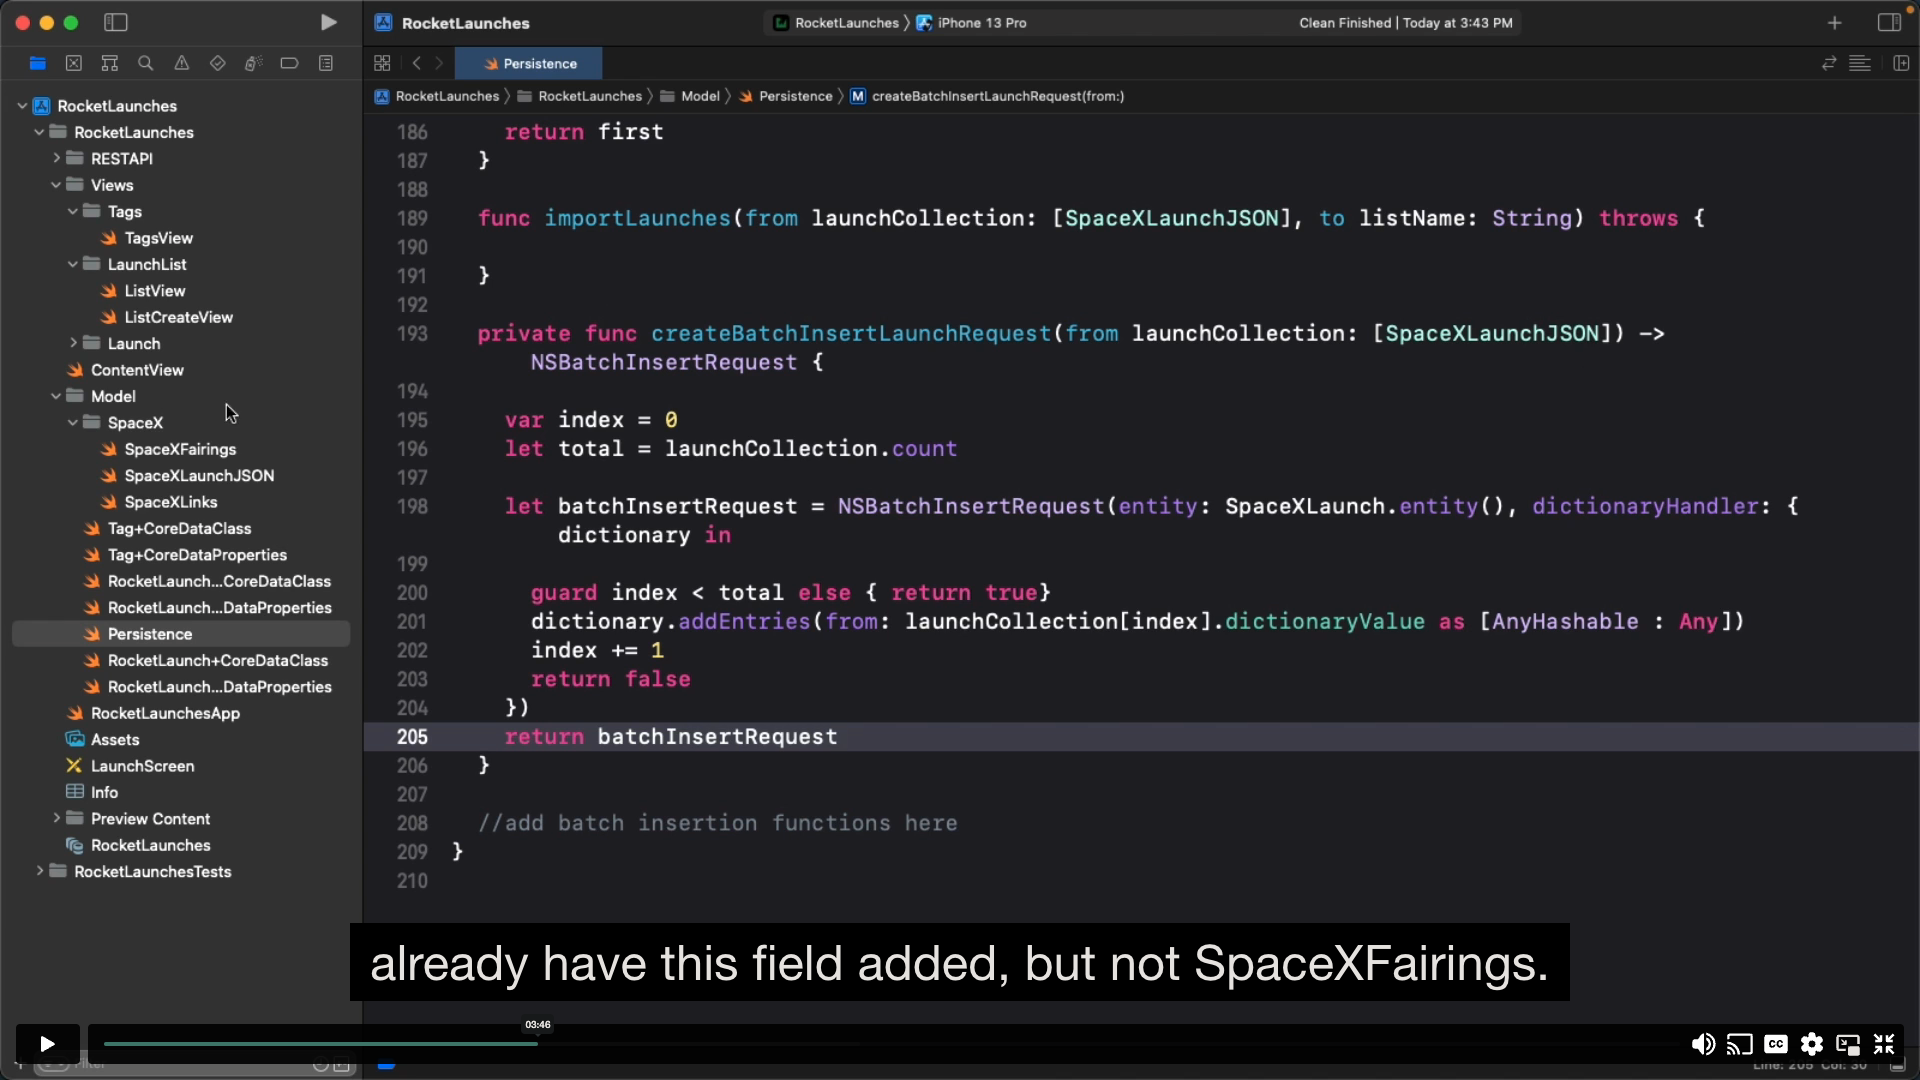 RocketLaunches
RocketLaunches
iPhone 13 Pro
Clean Finished | Today at 3:43 PM
Persistence
RocketLaunches
RocketLaunches
Model
Persistence
M
createBatchInsertLaunchRequest(from:)
RocketLaunches
RocketLaunches
RESTAPI
Views
Tags
TagsView
LaunchList
ListView
ListCreateView
Launch
ContentView
Model
SpaceX
SpaceXFairings
SpaceXLaunchJSON
SpaceXLinks
Tag+CoreDataClass
Tag+CoreDataProperties
RocketLaunch...CoreDataClass
RocketLaunch...DataProperties
Persistence
RocketLaunch+CoreDataClass
RocketLaunch...DataProperties
RocketLaunchesApp
Assets
LaunchScreen
Info
Preview Content
RocketLaunches
RocketLaunchesTests
186 return first
187 }
188
189 func importLaunches(from launchCollection: [SpaceXLaunchJSON], to listName: String) throws {
190
191 }
192
193 private func createBatchInsertLaunchRequest(from launchCollection: [SpaceXLaunchJSON]) ->
NSBatchInsertRequest {
194
195 var index = 0
196 let total = launchCollection.count
197
198 let batchInsertRequest = NSBatchInsertRequest(entity: SpaceXLaunch.entity(), dictionaryHandler: {
dictionary in
199
200 guard index < total else { return true}
201 dictionary.addEntries(from: launchCollection[index].dictionaryValue as [AnyHashable : Any])
202 index += 1
203 return false
204 })
205 return batchInsertRequest
206 }
207
208 //add batch insertion functions here
209 }
210
already have this field added, but not SpaceXFairings.
03:46
CC
Filter
Line: 205 Col: 30